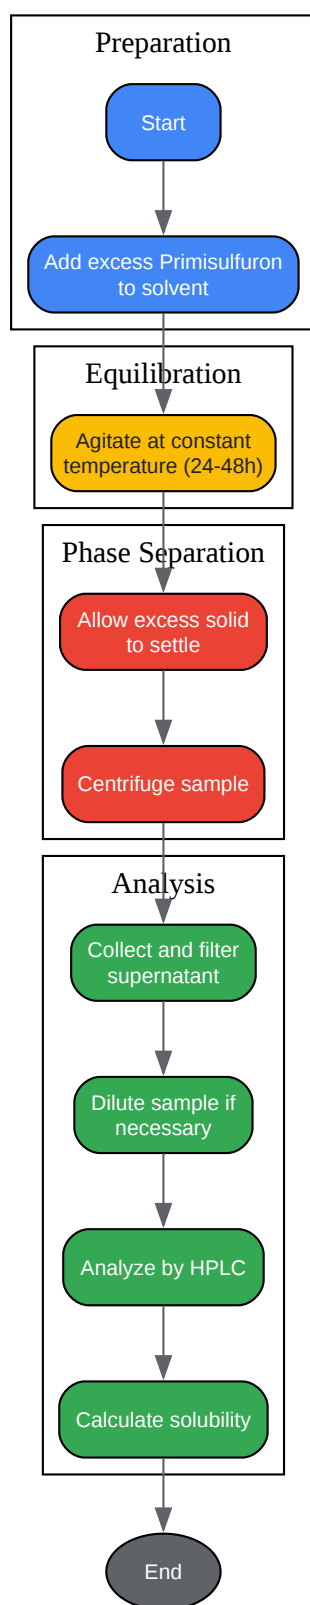 Preparation
Start
Add excess Primisulfuron
to solvent
Equilibration
Agitate at constant
temperature (24-48h)
Phase Separation
Allow excess solid
to settle
Centrifuge sample
Analysis
Collect and filter
supernatant
Dilute sample if
necessary
Analyze by HPLC
Calculate solubility
End